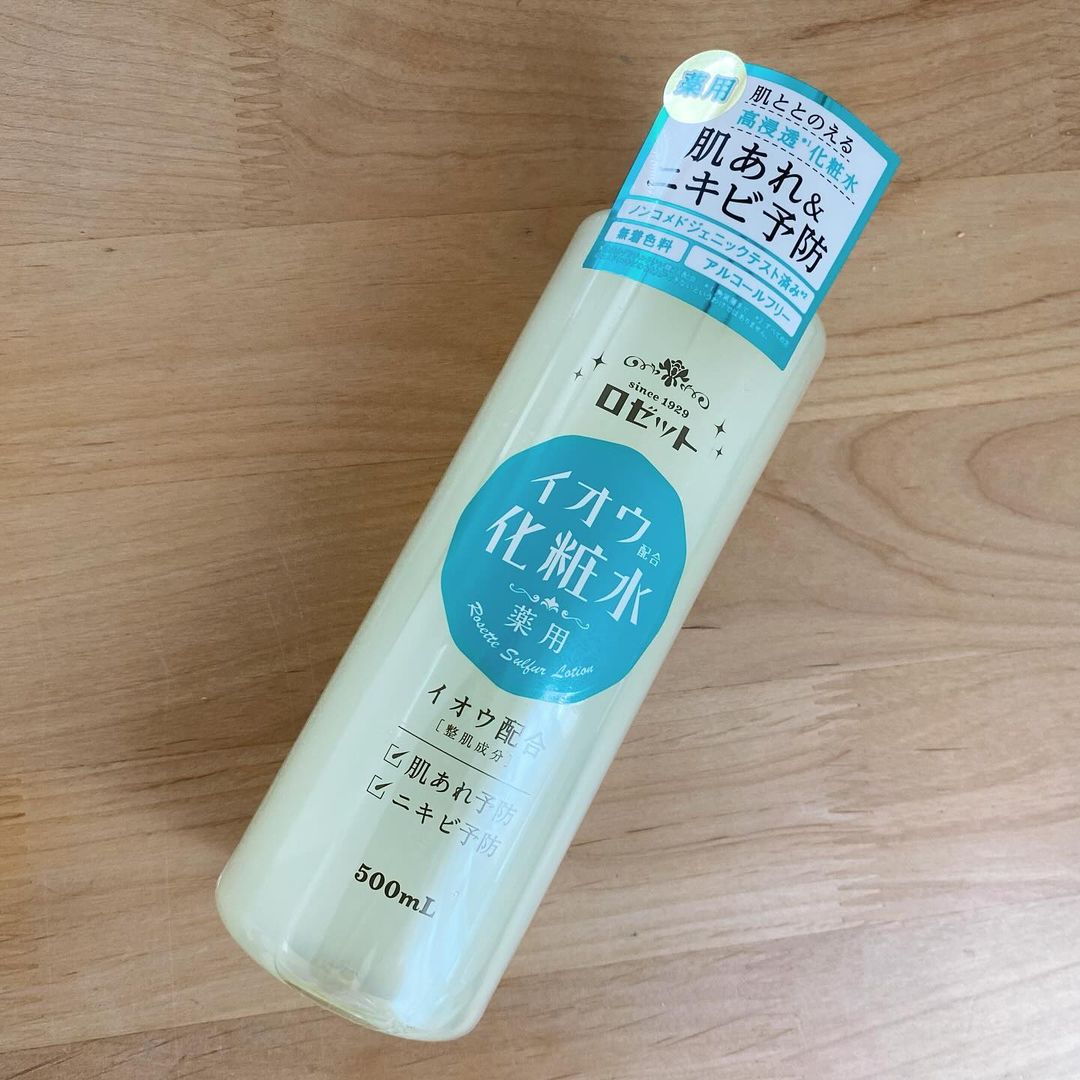 薬用
肌ととのえる
高浸透*¹化粧水
肌あれ&
ニキビ予防
ノンコメドジェニックテスト済み*²
無着色料
アルコールフリー
since 1929
ロゼット
イオウ
配合
化粧水
薬用
Rosette Sulfur Lotion
イオウ配合
[整肌成分]
肌あれ予防
ニキビ予防
500mL